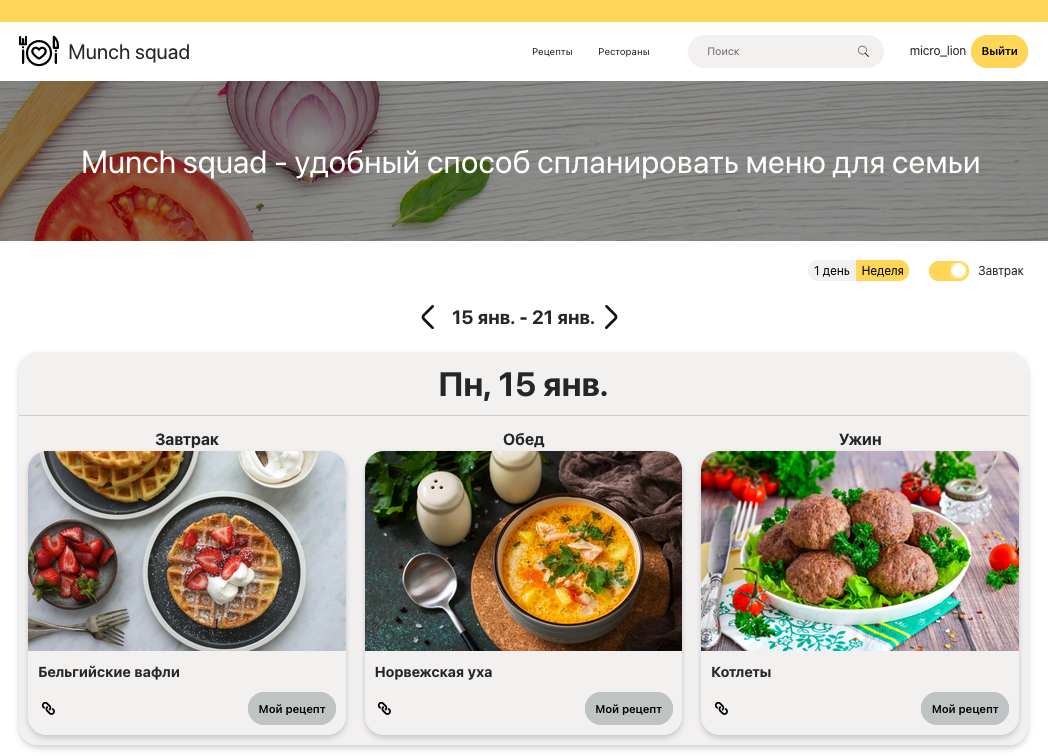 Munch squad
Рецепты
Рестораны
Поиск
micro_lion
Выйти
Munch squad - удобный способ спланировать меню для семьи
1 день
Неделя
Завтрак
15 янв. - 21 янв.
Пн, 15 янв.
Завтрак
Обед
Ужин
Бельгийские вафли
Норвежская уха
Котлеты
Мой рецепт
Мой рецепт
Мой рецепт